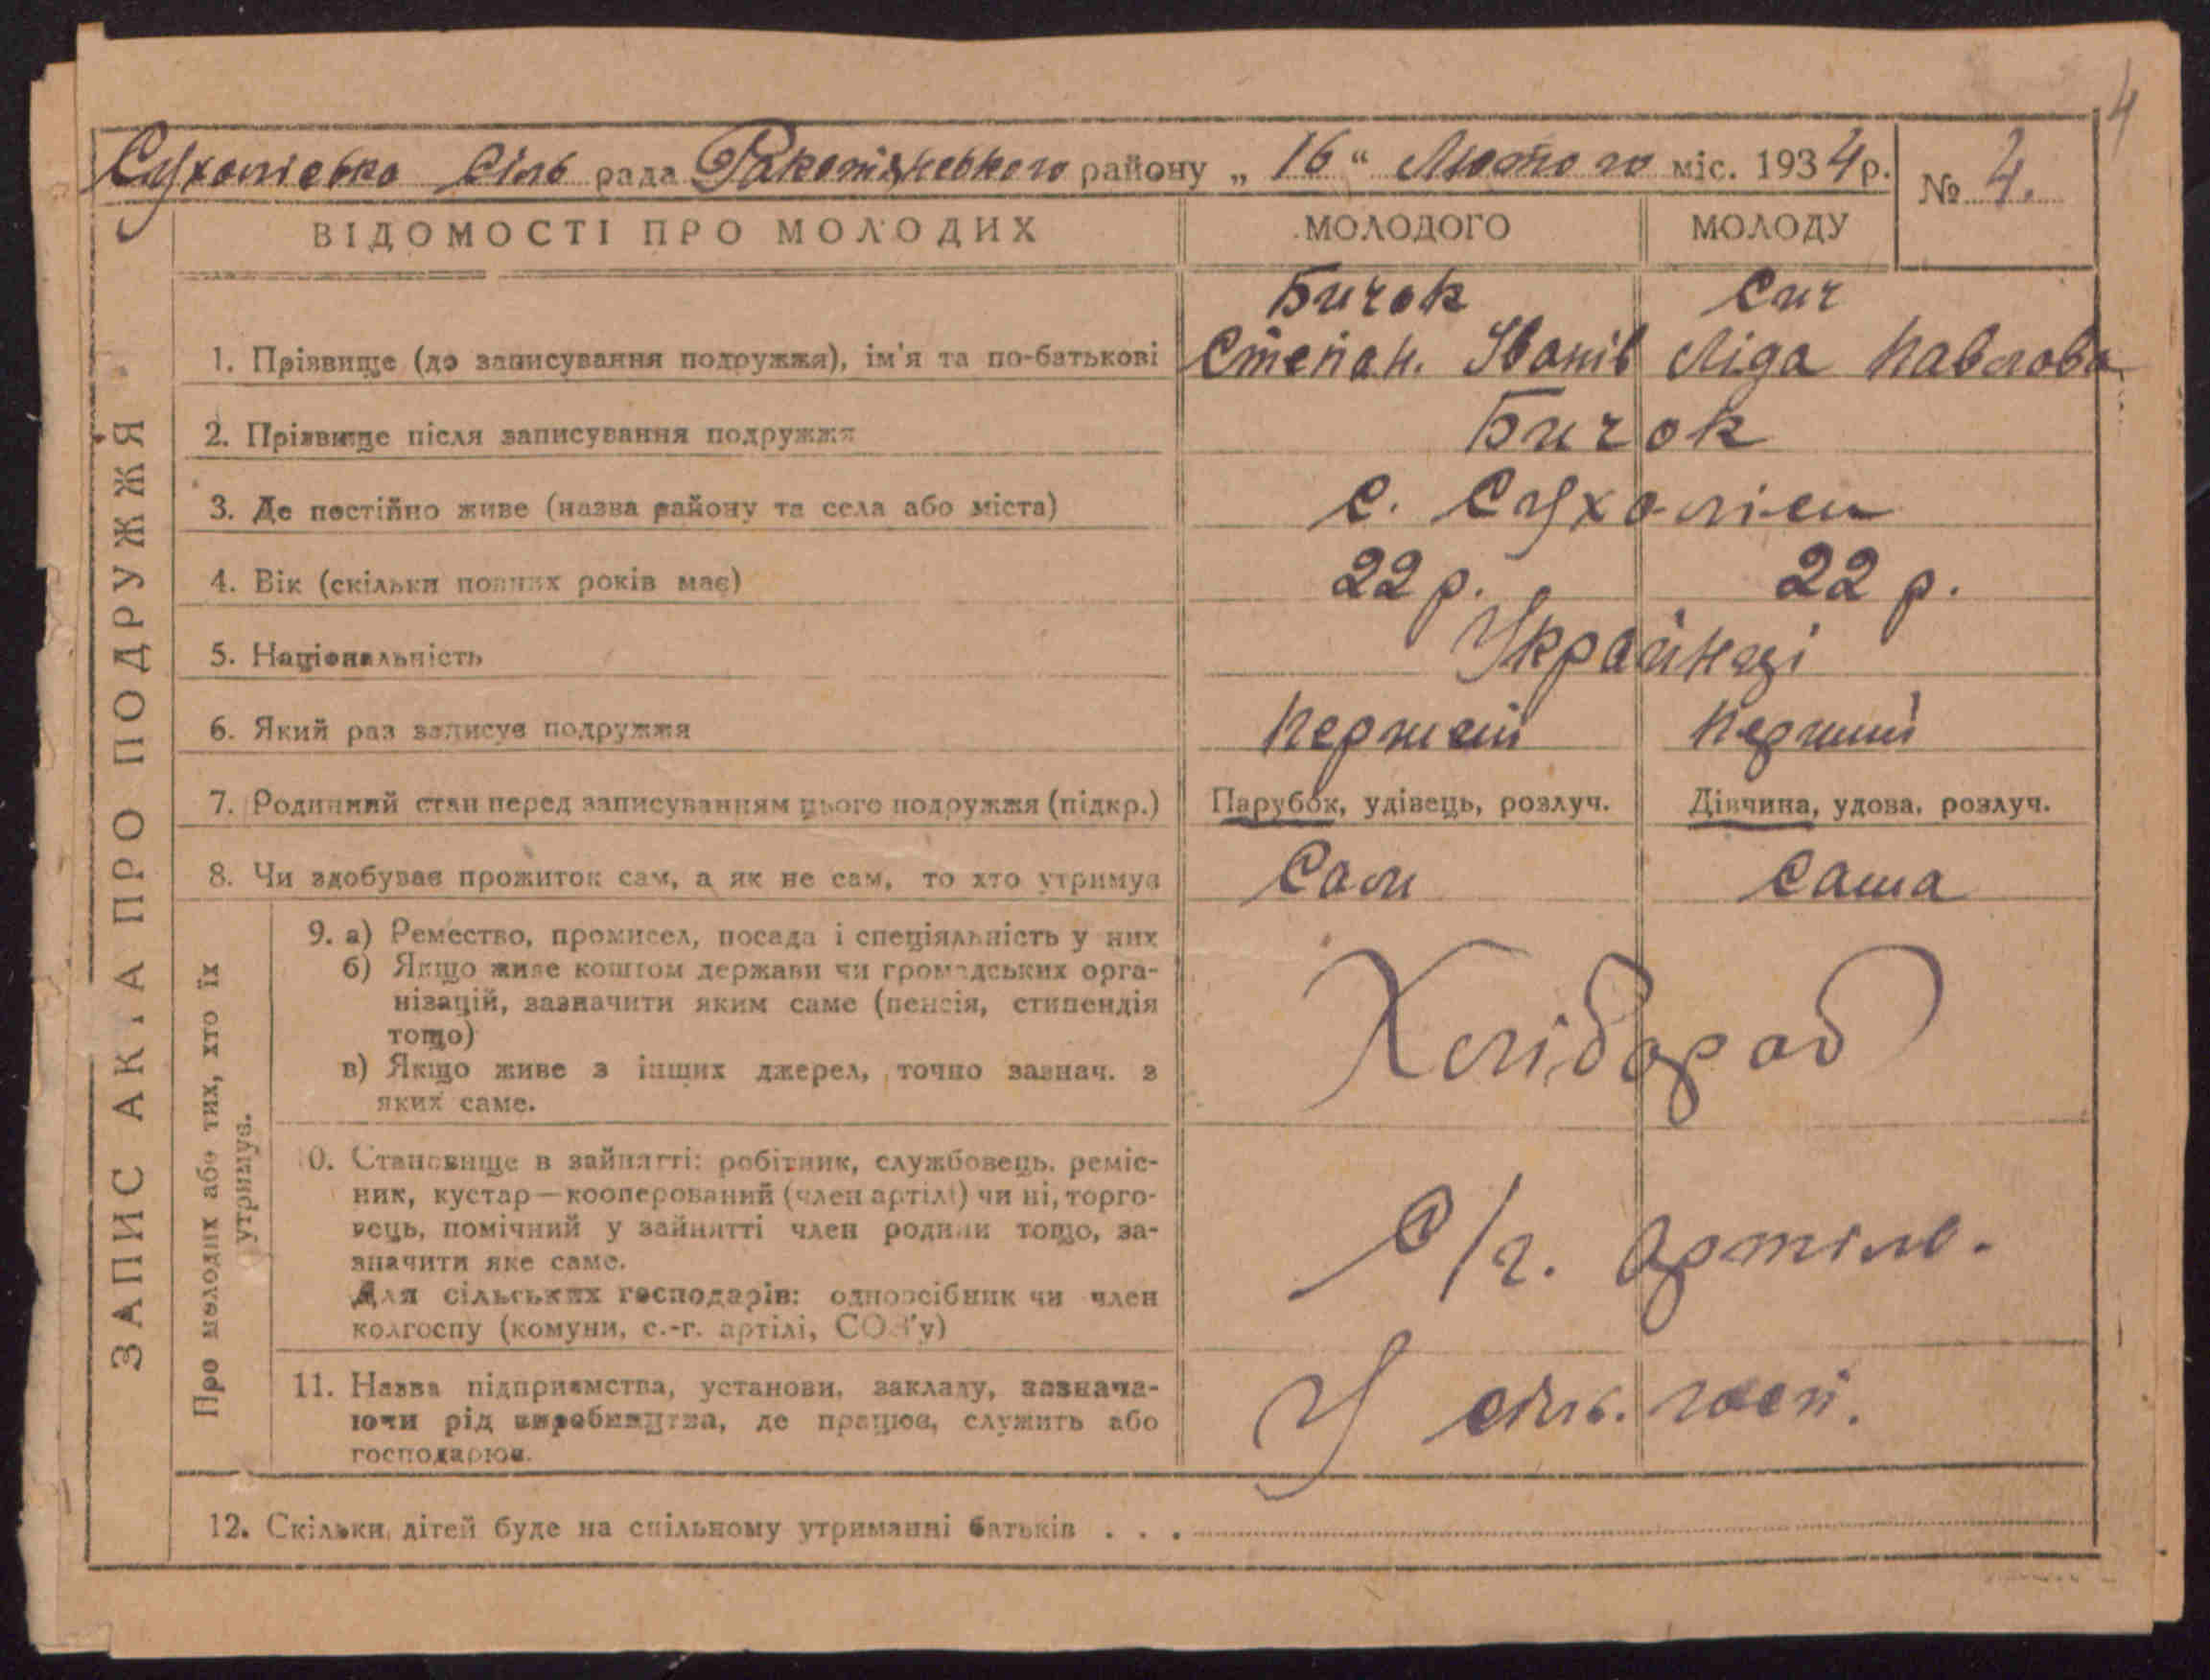 4
Сухоліська сіль рада Ракитянського району „ 16 “ Лютого міс. 1934 р. № 4.
ВІДОМОСТІ ПРО МОЛОДИХ МОЛОДОГО МОЛОДУ
Бичок Сич
1. Прізвище (до записування подружжя), ім'я та по-батькові Степан. Іванів Ліда Павлова
2. Прізвище після записування подружжя Бичок
3. Де постійно живе (назва району та села або міста) с. Сухоліси
4. Вік (скільки повних років має) 22 р. 22 р.
5. Національність Українці
6. Який раз записує подружжя Перший Перший
7. Родинний стан перед записуванням цього подружжя (підкр.) Парубок, удівець, розлуч. Дівчина, удова, розлуч.
8. Чи здобуває прожиток сам, а як не сам, то хто утримує Сам Сама
9. а) Ремество, промисел, посада і спеціяльність у них
б) Якщо живе коштом держави чи громадських орга-
нізацій, зазначити яким саме (пенсія, стипендія
тощо) Хлібороб
в) Якщо живе з інших джерел, точно зазнач. з
яких саме.
10. Становище в зайнятті: робітник, службовець, реміс-
ник, кустар — кооперований (член артілі) чи ні, торго-
вець, помічний у зайнятті член родини тощо, за-
значити яке саме. С/г. артіль.
Для сільських господарів: одноосібник чи член
колгоспу (комуни, с.-г. артілі, СОЗ'у)
11. Назва підприємства, установи, закладу, зазнача-
ючи рід виробництва, де працює, служить або У сіль. госп.
господарює.
12. Скільки дітей буде на спільному утриманні батьків . . .
ЗАПИС АКТА ПРО ПОДРУЖЖЯ
Про молодих або тих, хто їх
утримує.